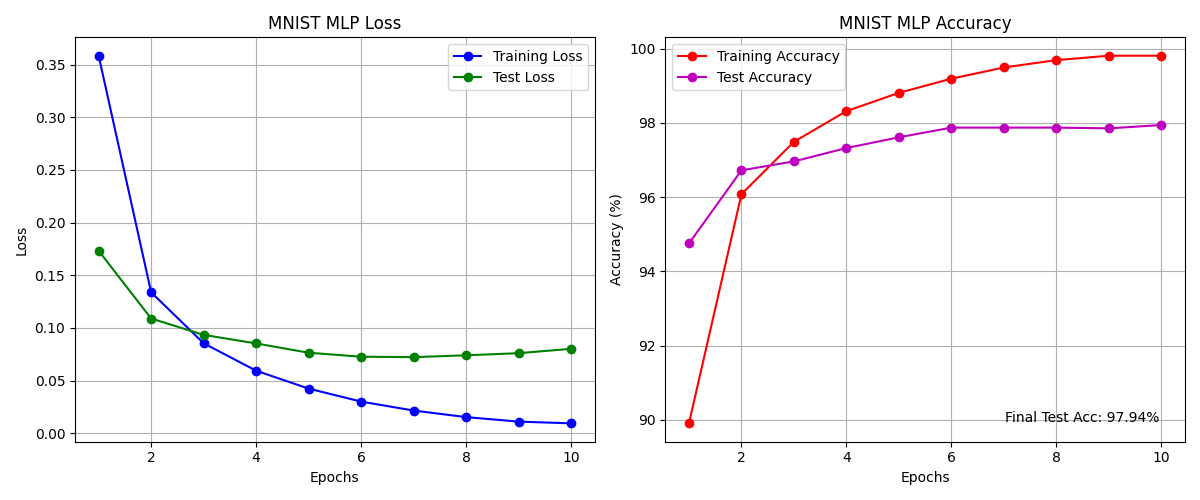 MNIST MLP Loss
Training Loss
Test Loss
0.35
0.30
0.25
0.20
0.15
0.10
0.05
0.00
Loss
2
4
6
8
10
Epochs
MNIST MLP Accuracy
Training Accuracy
Test Accuracy
100
98
96
94
92
90
Accuracy (%)
Final Test Acc: 97.94%
2
4
6
8
10
Epochs